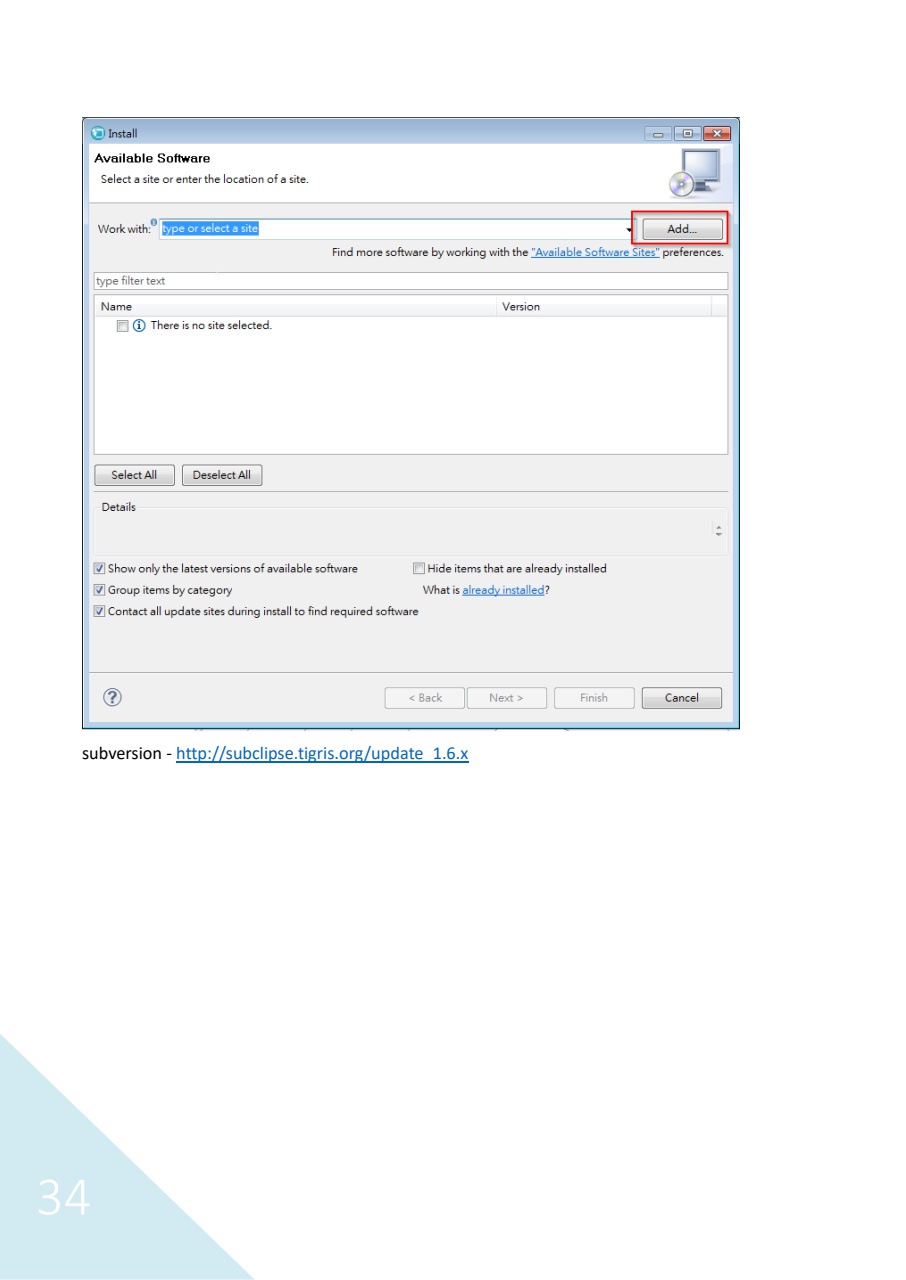 Install
Available Software
Select a site or enter the location of a site.
Work with: type or select a site
Add...
Find more software by working with the "Available Software Sites" preferences.
type filter text
Name Version
There is no site selected.
Select All Deselect All
Details
Show only the latest versions of available software Hide items that are already installed
Group items by category What is already installed?
Contact all update sites during install to find required software
< Back Next > Finish Cancel
subversion - http://subclipse.tigris.org/update_1.6.x
34